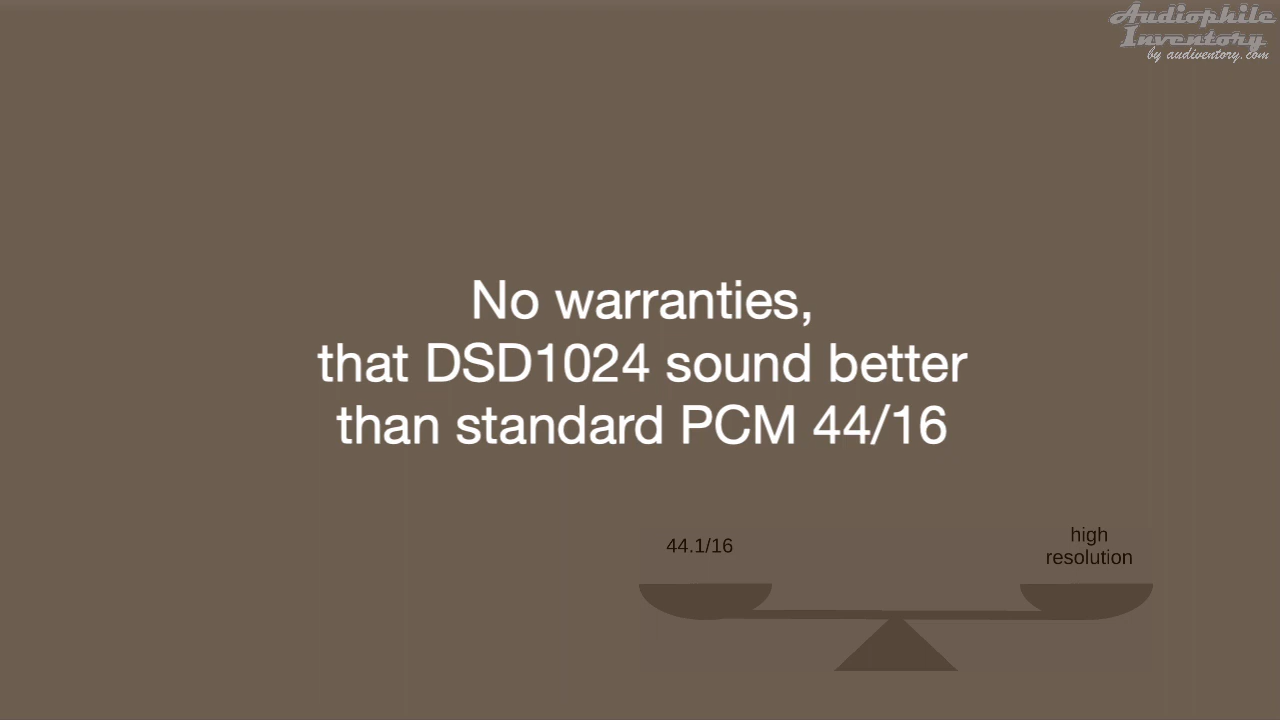 Audiophile
Inventory
by audiventory.com
No warranties,
that DSD1024 sound better
than standard PCM 44/16
44.1/16
high
resolution